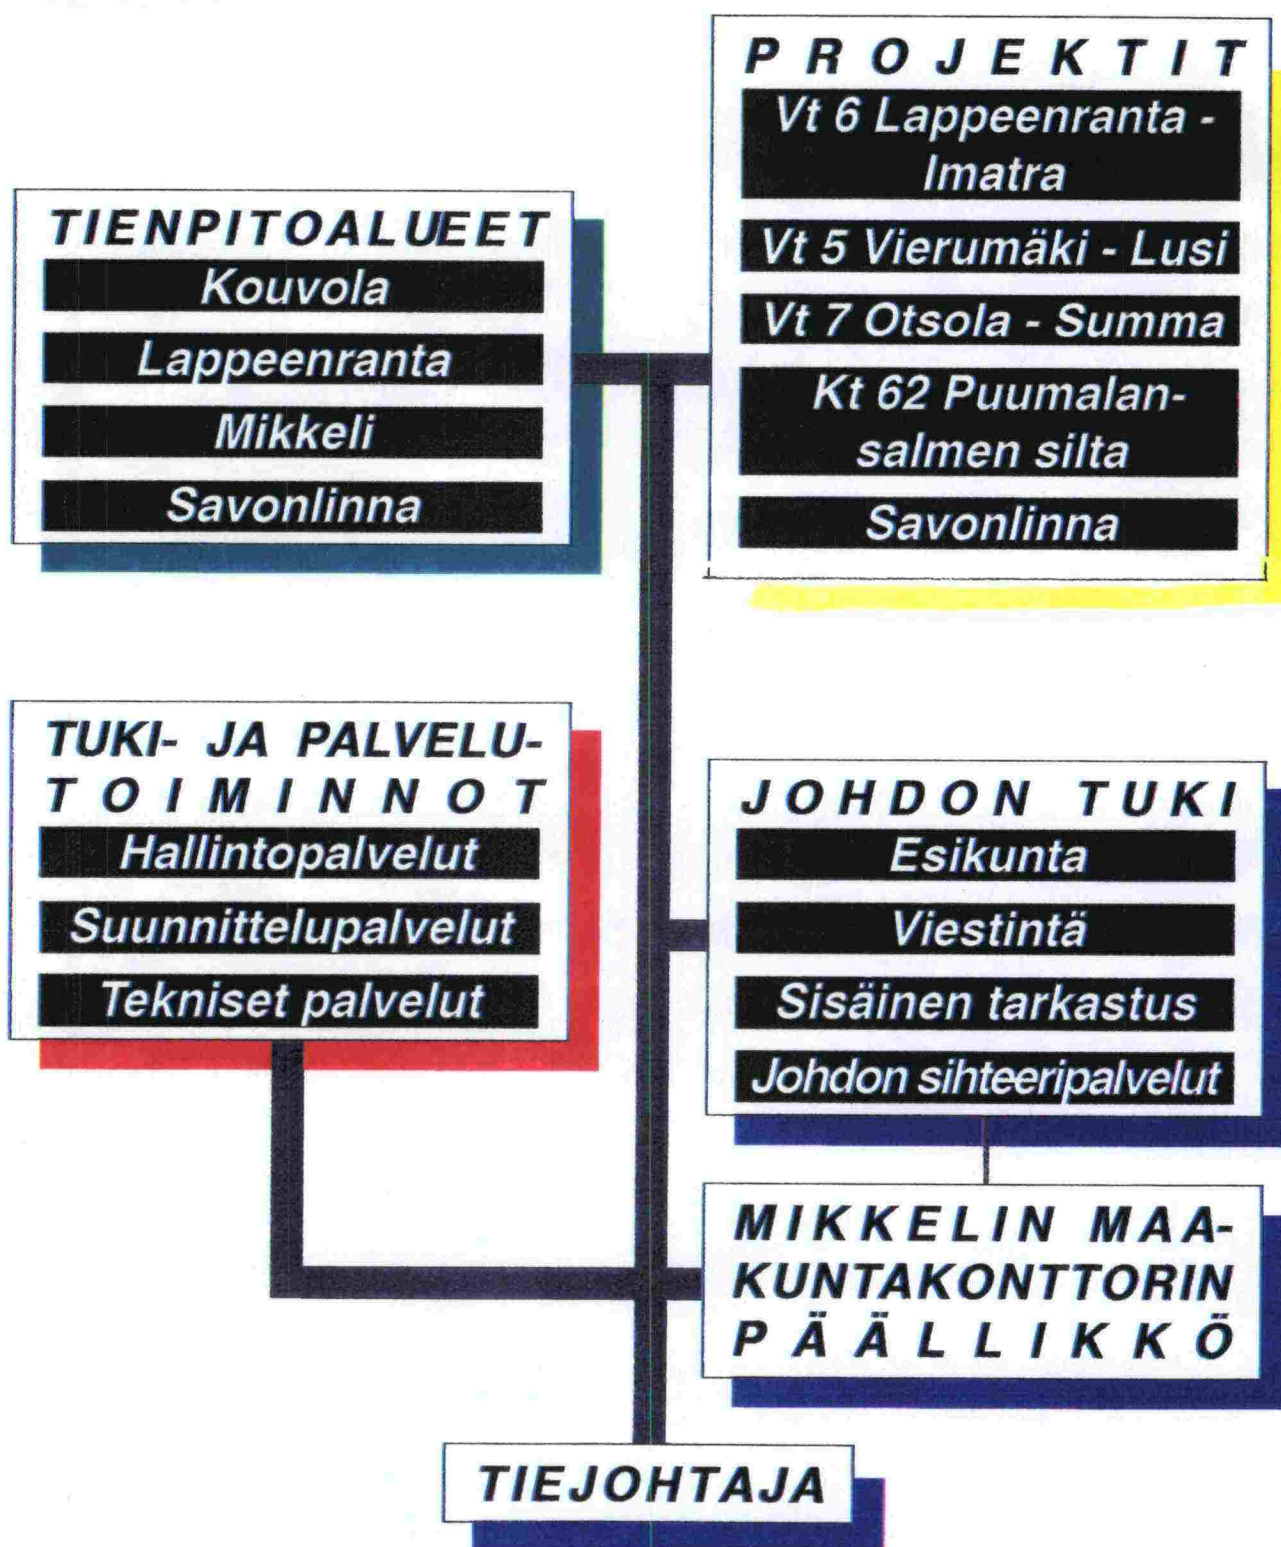 PROJEKTIT
Vt 6 Lappeenranta -
Imatra
Vt 5 Vierumäki - Lusi
Vt 7 Otsola - Summa
Kt 62 Puumalan-
salmen silta
Savonlinna
TIENPITOALUEET
Kouvola
Lappeenranta
Mikkeli
Savonlinna
TUKI- JA PALVELU-
TOIMINNOT
Hallintopalvelut
Suunnittelupalvelut
Tekniset palvelut
JOHDON TUKI
Esikunta
Viestintä
Sisäinen tarkastus
Johdon sihteeripalvelut
MIKKELIN MAA-
KUNTAKONTTORIN
PÄÄLLIKKÖ
TIEJOHTAJA